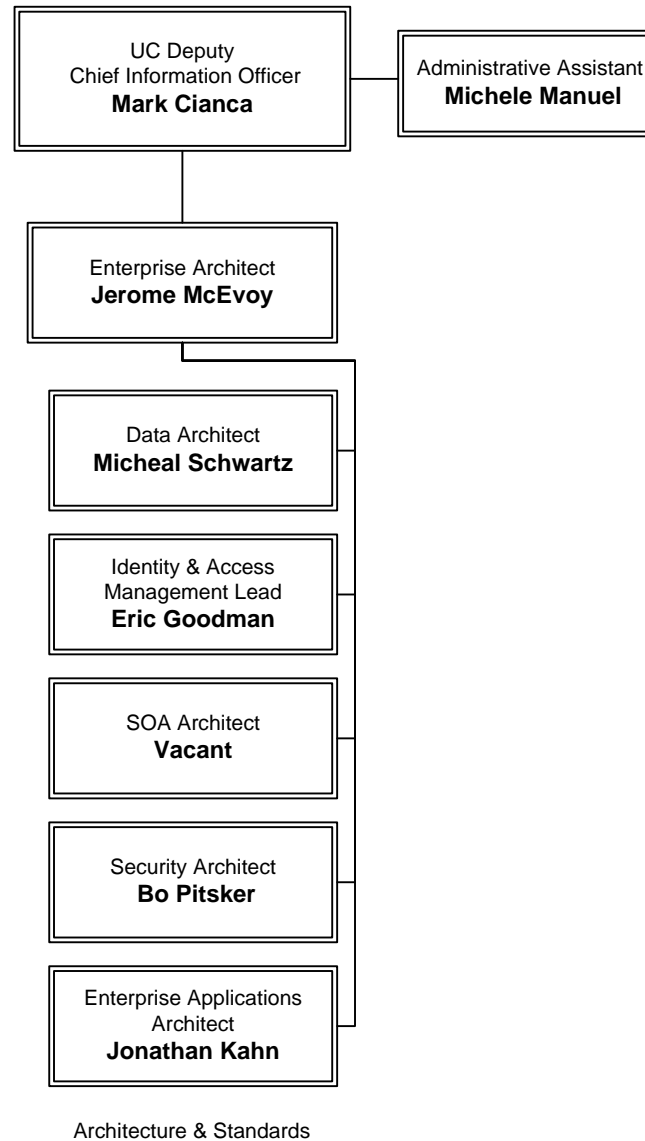 UC Deputy
Chief Information Officer
Mark Cianca
Administrative Assistant
Michele Manuel
Enterprise Architect
Jerome McEvoy
Data Architect
Micheal Schwartz
Identity & Access
Management Lead
Eric Goodman
SOA Architect
Vacant
Security Architect
Bo Pitsker
Enterprise Applications
Architect
Jonathan Kahn
Architecture & Standards